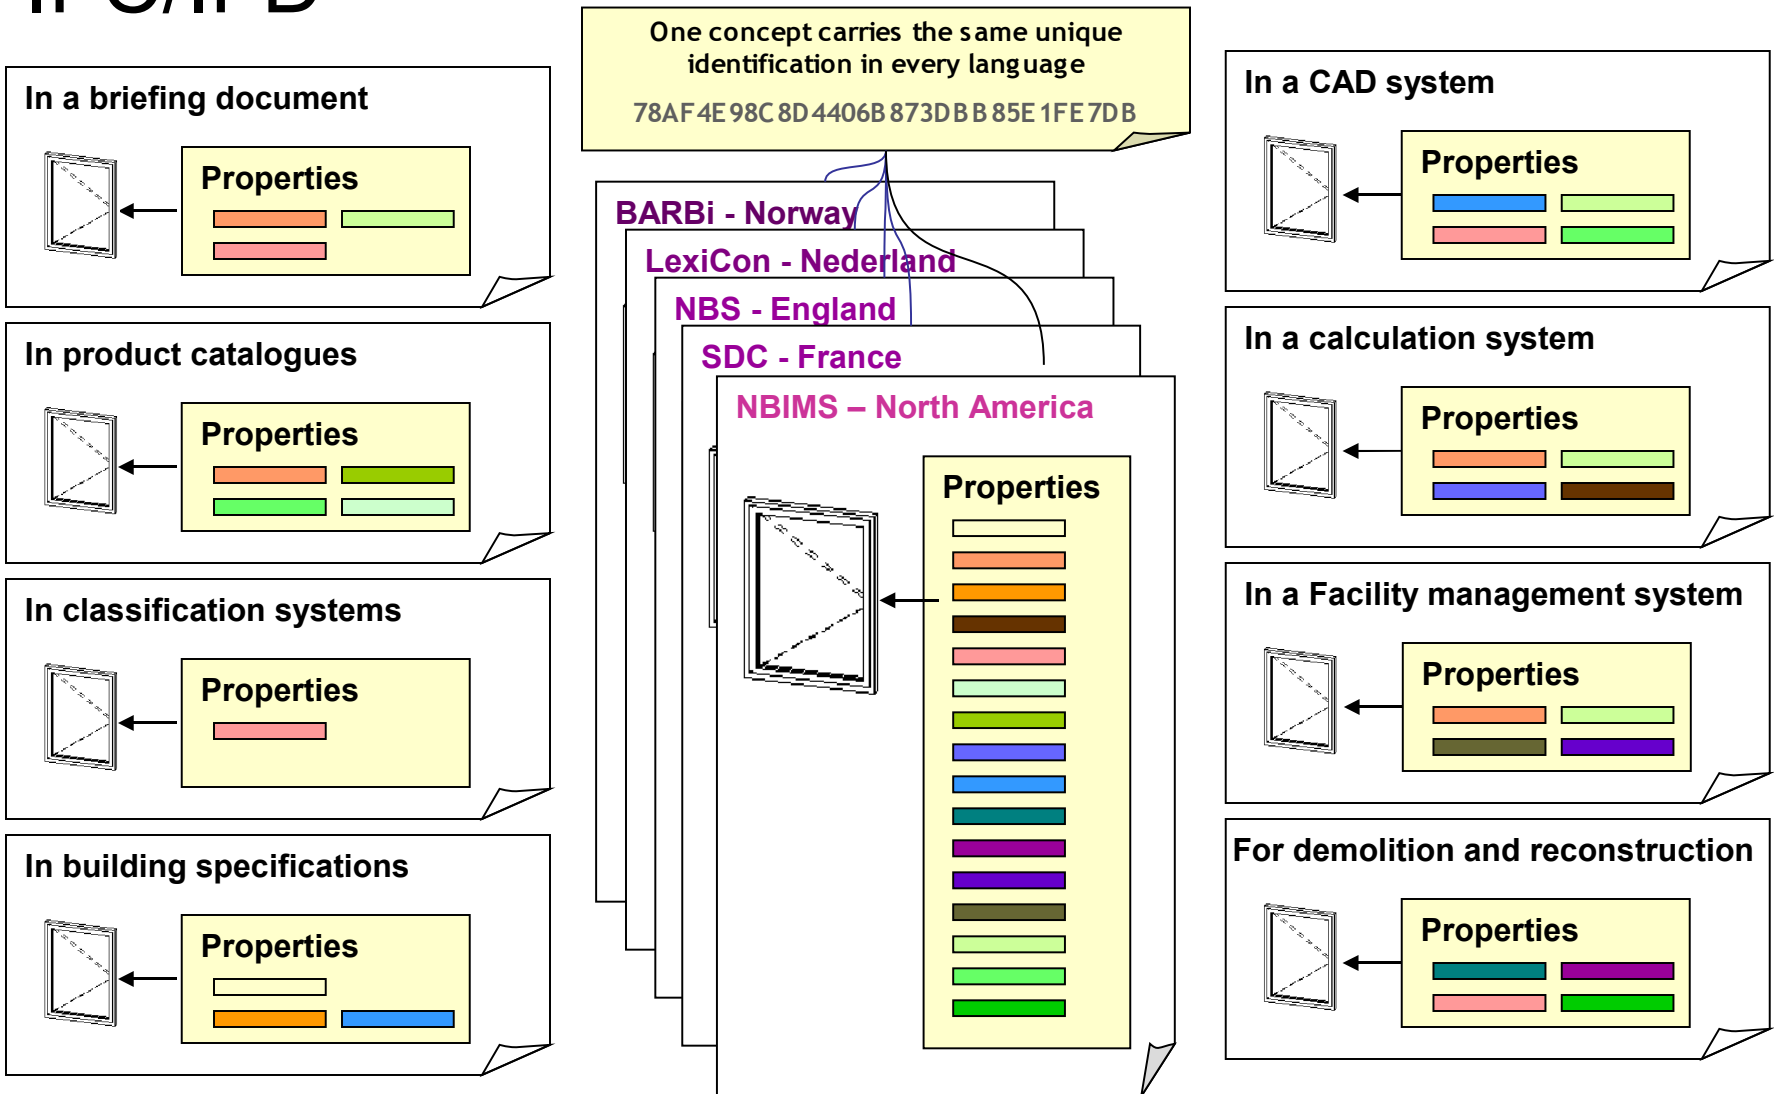 In a briefing document
Properties
In product catalogues
Properties
In classification systems
Properties
In building specifications
Properties
One concept carries the same unique
identification in every language
78AF4E98C8D4406B873DBB85E1FE7DB
BARBi - Norway
LexiCon - Nederland
NBS - England
SDC - France
NBIMS – North America
Properties
In a CAD system
Properties
In a calculation system
Properties
In a Facility management system
Properties
For demolition and reconstruction
Properties